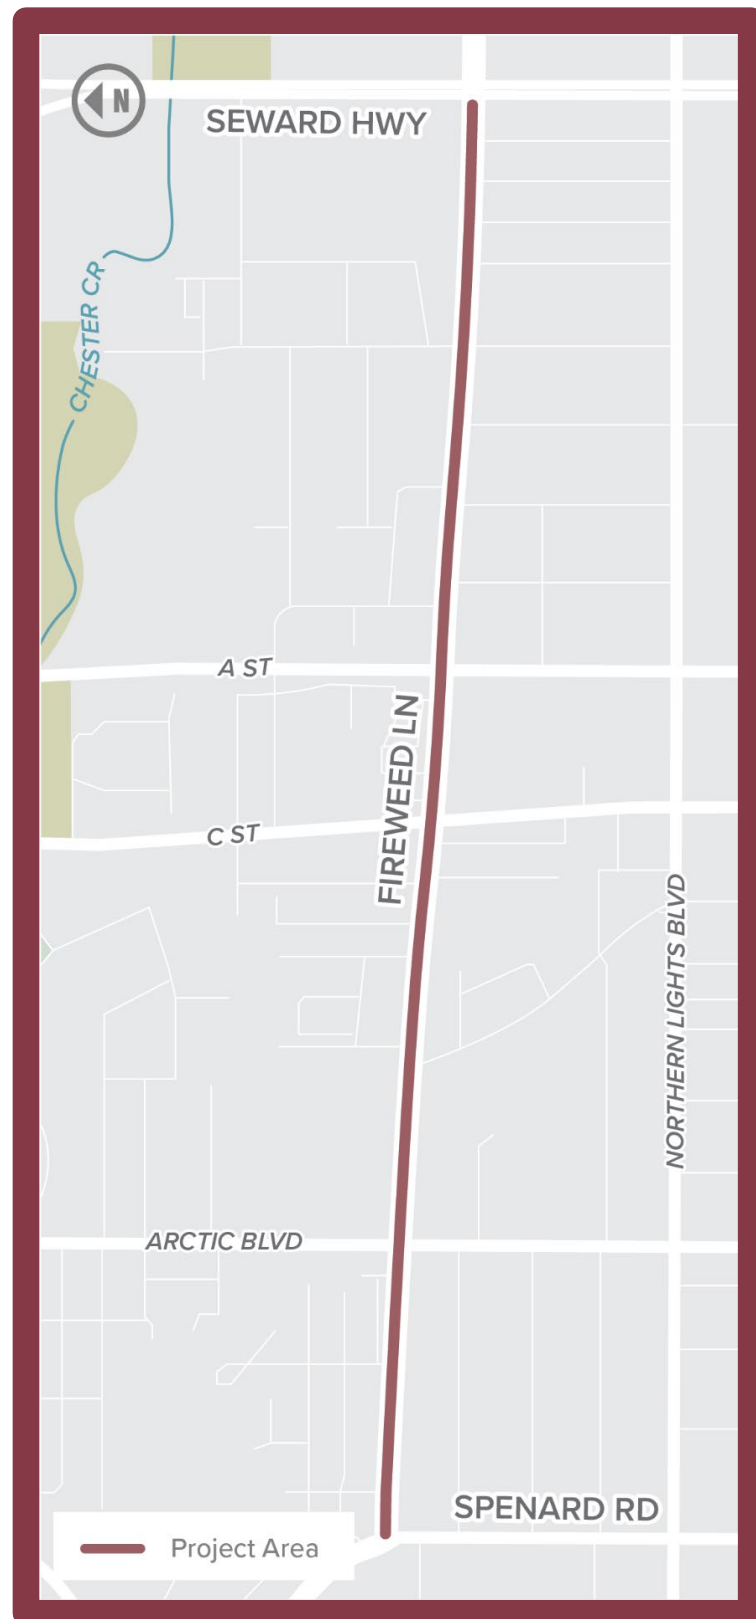 N
SEWARD HWY
CHESTER CR
A ST
FIREWEED LN
C ST
NORTHERN LIGHTS BLVD
ARCTIC BLVD
SPENARD RD
Project Area